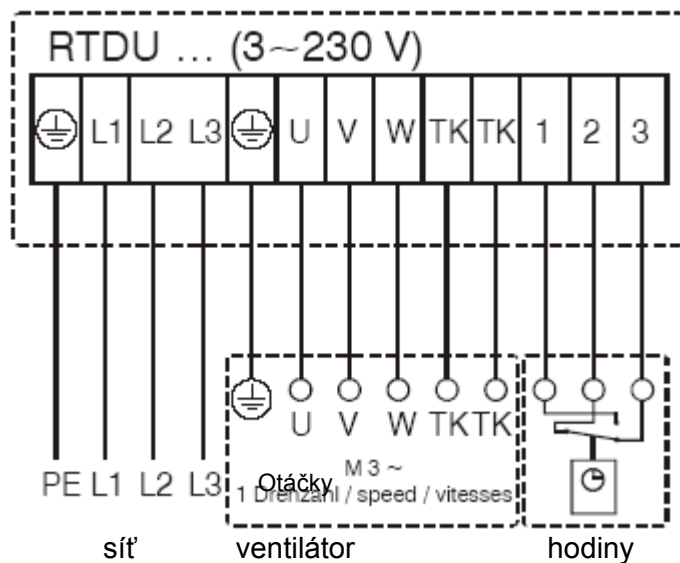 RTDU ... (3~230 V)
L1 L2 L3 U V W TK TK 1 2 3
U V W TK TK
PE L1 L2 L3
M 3 ~
Otáčky
1 Drehzahl / speed / vitesses
síť ventilátor hodiny